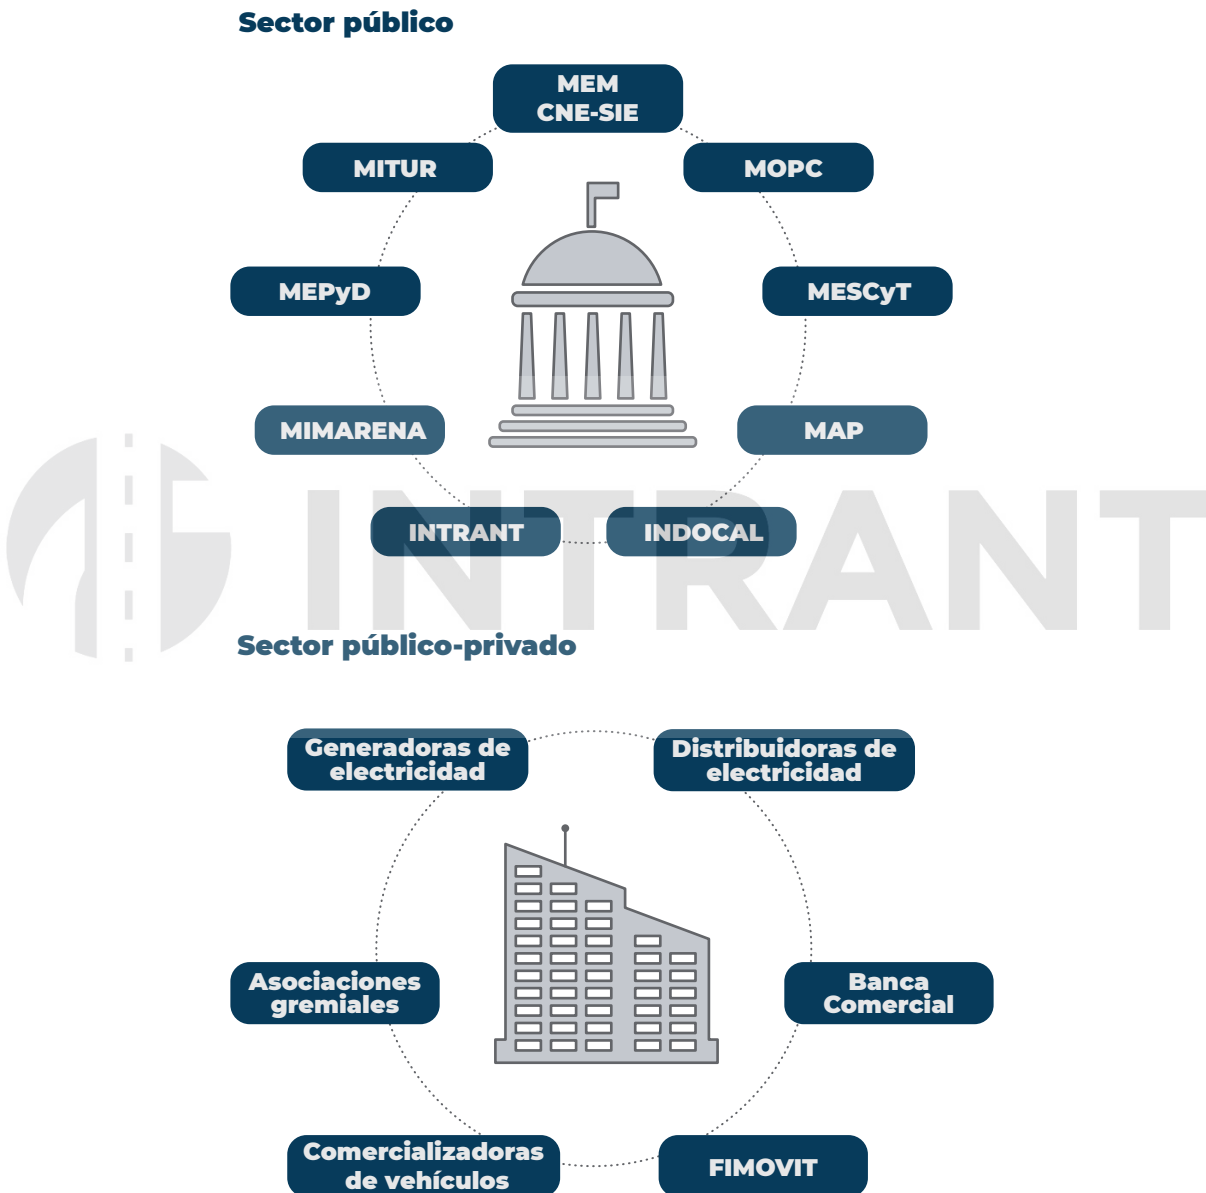 Sector público
MEM
CNE-SIE
MITUR
MOPC
MEPyD
MESCyT
MIMARENA
MAP
INTRANT
INDOCAL
INTRANT
Sector público-privado
Generadoras de
electricidad
Distribuidoras de
electricidad
Asociaciones
gremiales
Banca
Comercial
Comercializadoras
de vehículos
FIMOVIT